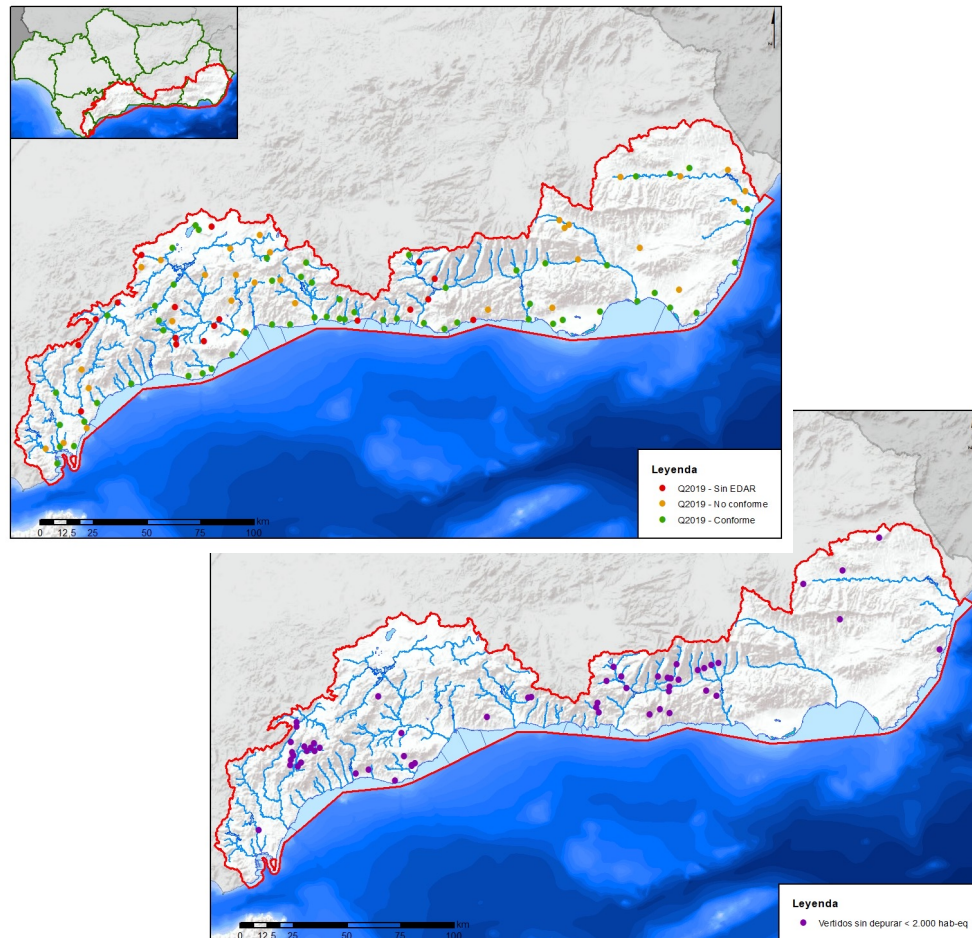 N
Leyenda
Q2019 - Sin EDAR
Q2019 - No conforme
Q2019 - Conforme
km
0 12.5 25 50 75 100
Leyenda
Vertidos sin depurar < 2.000 hab-eq
km
0 12.5 25 50 75 100